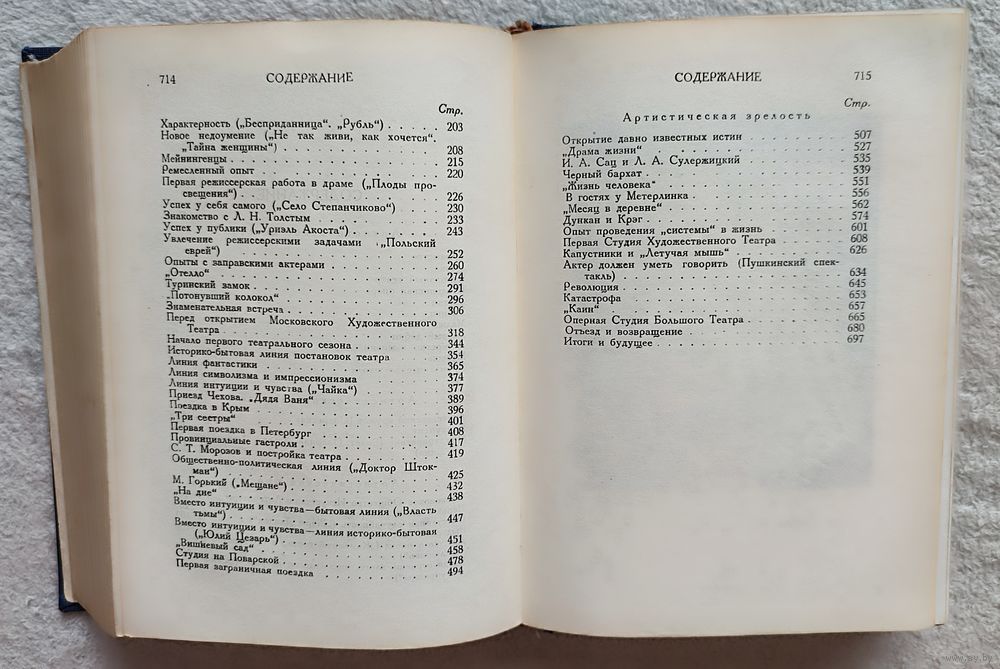 714 СОДЕРЖАНИЕ
Стр.
Характерность („Бесприданница“. „Рубль“) . . . . . 203
Новое недоумение („Не так живи, как хочется“.
„Тайна женщины“) . . . . . 208
Мейнингенцы . . . . . 215
Ремесленный опыт . . . . . 220
Первая режиссерская работа в драме („Плоды про-
свещения“) . . . . . 226
Успех у себя самого („Село Степанчиково“) . . . . . 230
Знакомство с Л. Н. Толстым . . . . . 233
Успех у публики („Уриэль Акоста“) . . . . . 243
Увлечение режиссерскими задачами „Польский
еврей“) . . . . . 252
Опыты с заправскими актерами . . . . . 260
„Отелло“ . . . . . 274
Туринский замок . . . . . 291
„Потонувший колокол“ . . . . . 296
Знаменательная встреча . . . . . 306
Перед открытием Московского Художественного
Театра . . . . . 318
Начало первого театрального сезона . . . . . 344
Историко-бытовая линия постановок театра . . . . . 354
Линия фантастики . . . . . 365
Линия символизма и импрессионизма . . . . . 374
Линия интуиции и чувства („Чайка“) . . . . . 377
Приезд Чехова. „Дядя Ваня“ . . . . . 389
Поездка в Крым . . . . . 396
„Три сестры“ . . . . . 401
Первая поездка в Петербург . . . . . 408
Провинциальные гастроли . . . . . 417
С. Т. Морозов и постройка театра . . . . . 419
Общественно-политическая линия („Доктор Шток-
ман“) . . . . . 425
М. Горький („Мещане“) . . . . . 432
„На дне“ . . . . . 438
Вместо интуиции и чувства—бытовая линия („Власть
тьмы“) . . . . . 447
Вместо интуиции и чувства—линия историко-бытовая
(„Юлий Цезарь“) . . . . . 451
„Вишневый сад“ . . . . . 458
Студия на Поварской . . . . . 478
Первая заграничная поездка . . . . . 494
СОДЕРЖАНИЕ 715
Стр.
Артистическая зрелость
Открытие давно известных истин . . . . . 507
„Драма жизни“ . . . . . 527
И. А. Сац и Л. А. Сулержицкий . . . . . 535
Черный бархат . . . . . 539
„Жизнь человека“ . . . . . 551
В гостях у Метерлинка . . . . . 556
„Месяц в деревне“ . . . . . 562
Дункан и Крэг . . . . . 574
Опыт проведения „системы“ в жизнь . . . . . 601
Первая Студия Художественного Театра . . . . . 608
Капустники и „Летучая мышь“ . . . . . 626
Актер должен уметь говорить (Пушкинский спек-
такль) . . . . . 634
Революция . . . . . 645
Катастрофа . . . . . 653
„Каин“ . . . . . 657
Оперная Студия Большого Театра . . . . . 665
Отъезд и возвращение . . . . . 680
Итоги и будущее . . . . . 697
www.ay.by